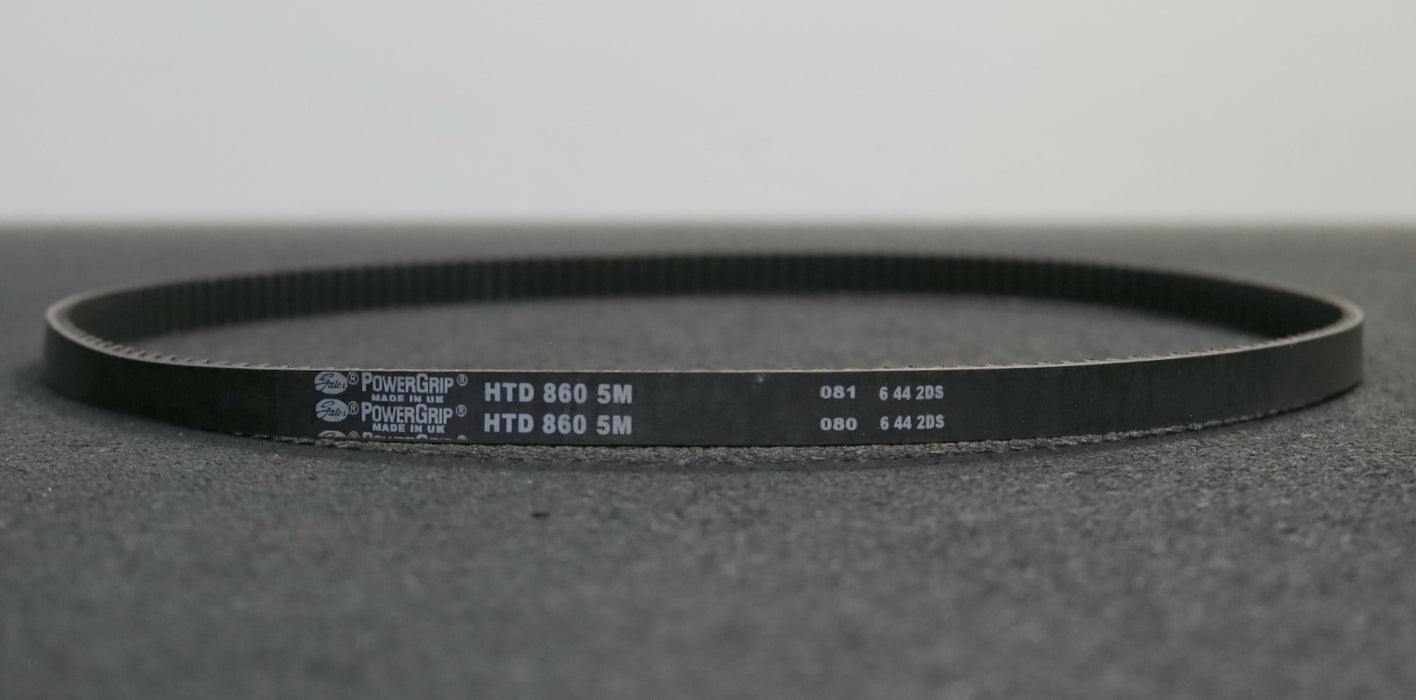 Gates® POWERGRIP® HTD 860 5M 081 6 44 2DS
MADE IN UK
Gates® POWERGRIP® HTD 860 5M 080 6 44 2DS
MADE IN UK
POWERGRIP